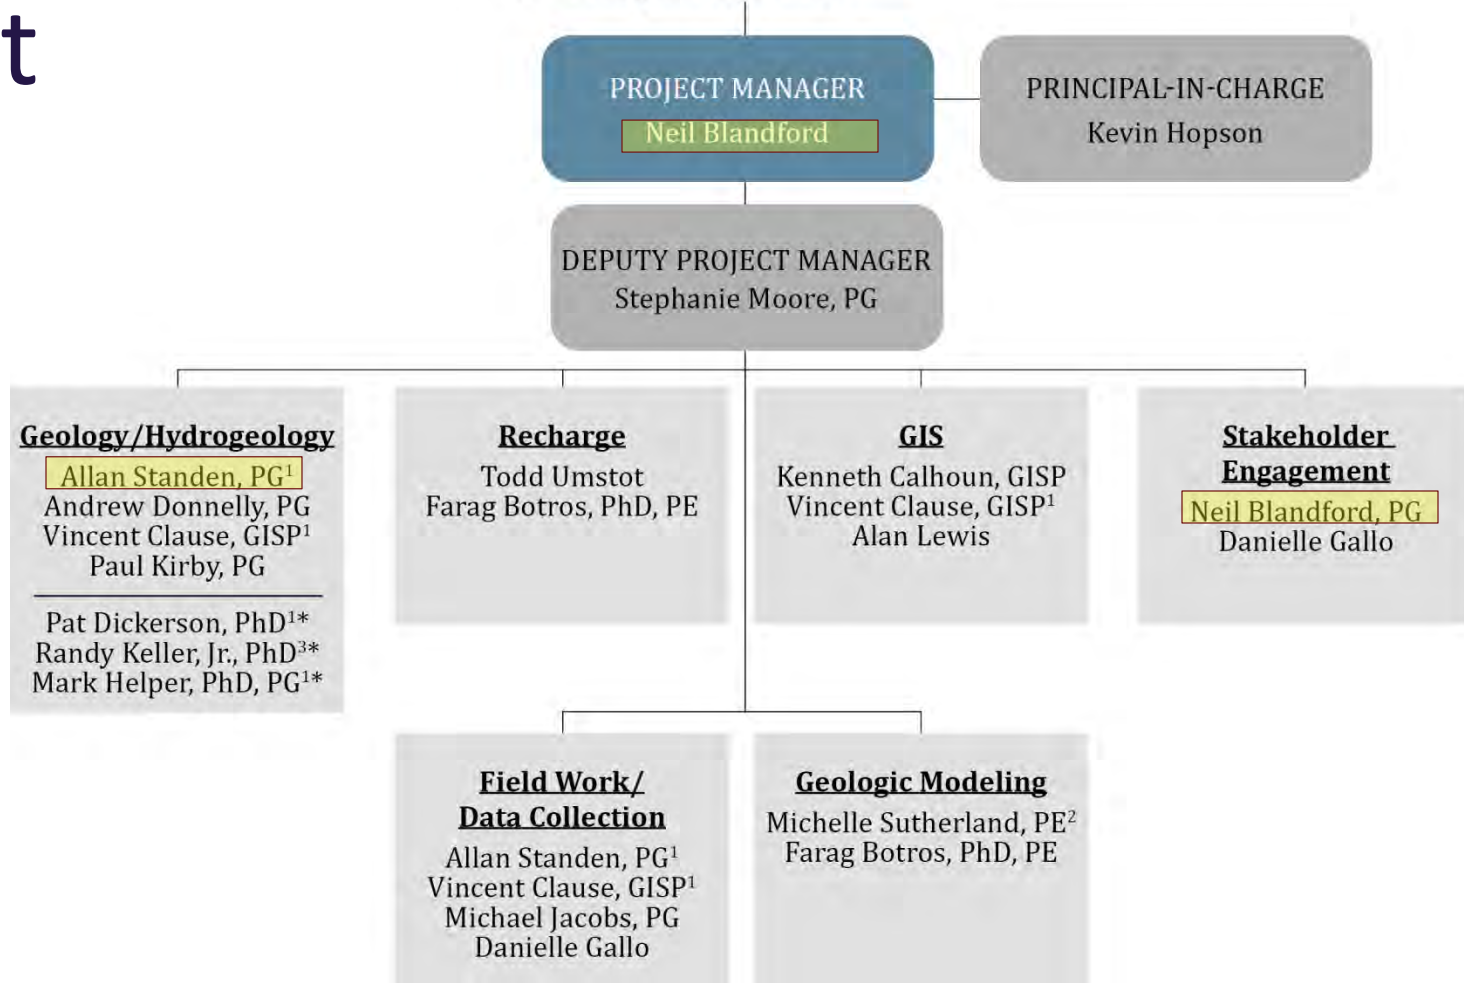 t
PROJECT MANAGER
Neil Blandford
PRINCIPAL-IN-CHARGE
Kevin Hopson
DEPUTY PROJECT MANAGER
Stephanie Moore, PG
Geology/Hydrogeology
Allan Standen, PG¹
Andrew Donnelly, PG
Vincent Clause, GISP¹
Paul Kirby, PG
Pat Dickerson, PhD¹*
Randy Keller, Jr., PhD³*
Mark Helper, PhD, PG¹*
Recharge
Todd Umstot
Farag Botros, PhD, PE
GIS
Kenneth Calhoun, GISP
Vincent Clause, GISP¹
Alan Lewis
Stakeholder
Engagement
Neil Blandford, PG
Danielle Gallo
Field Work/
Data Collection
Allan Standen, PG¹
Vincent Clause, GISP¹
Michael Jacobs, PG
Danielle Gallo
Geologic Modeling
Michelle Sutherland, PE²
Farag Botros, PhD, PE